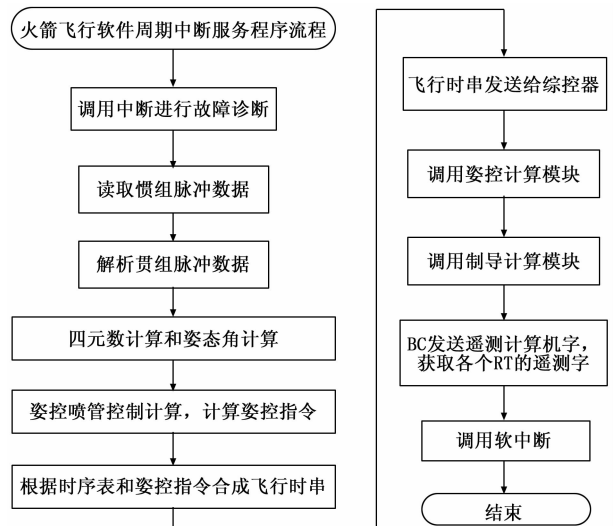 火箭飞行软件周期中断服务程序流程
调用中断进行故障诊断
读取惯组脉冲数据
解析贯组脉冲数据
四元数计算和姿态角计算
姿控喷管控制计算，计算姿控指令
根据时序表和姿控指令合成飞行时串
飞行时串发送给综控器
调用姿控计算模块
调用制导计算模块
BC发送遥测计算机字，
获取各个RT的遥测字
调用软中断
结束